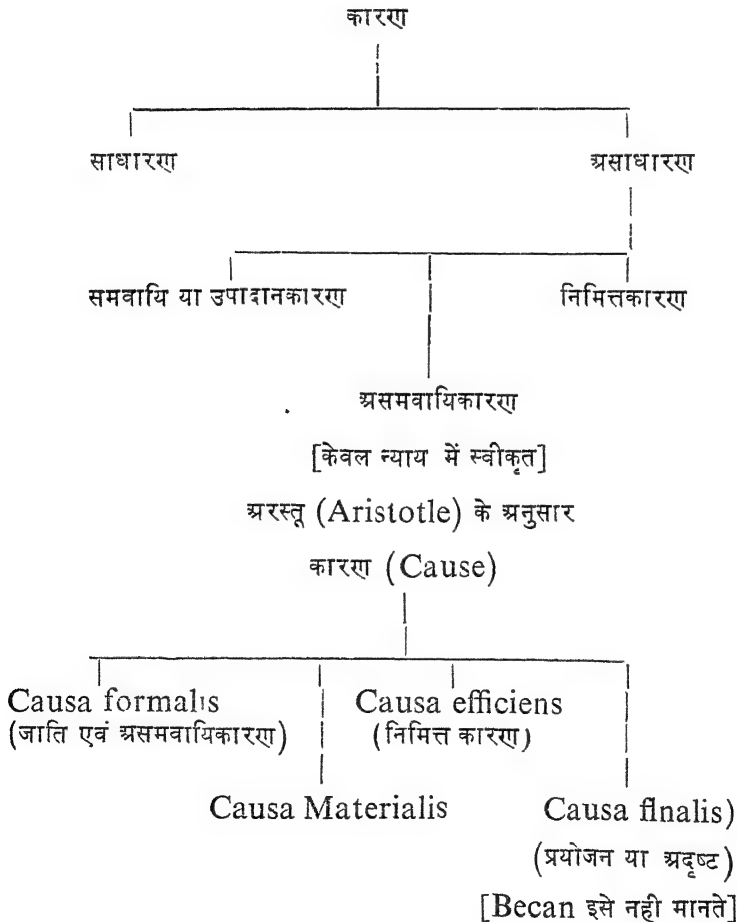 कारण
साधारण असाधारण
समवायि या उपादानकारण निमित्तकारण
असमवायिकारण
[केवल न्याय में स्वीकृत]
अरस्तू (Aristotle) के अनुसार
कारण (Cause)
Causa formalis Causa efficiens
(जाति एवं असमवायिकारण) (निमित्त कारण)
Causa Materialis Causa finalis)
(प्रयोजन या अदृष्ट)
[Becan इसे नही मानते]